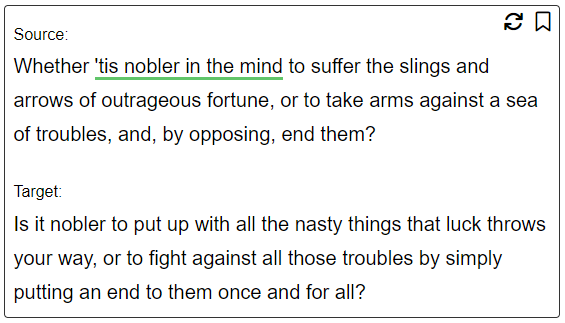 Source:
Whether 'tis nobler in the mind to suffer the slings and
arrows of outrageous fortune, or to take arms against a sea
of troubles, and, by opposing, end them?
Target:
Is it nobler to put up with all the nasty things that luck throws
your way, or to fight against all those troubles by simply
putting an end to them once and for all?